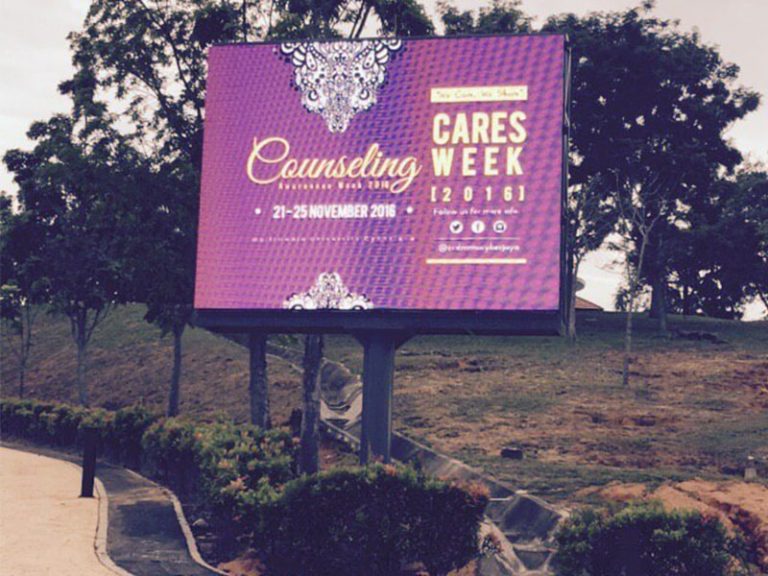 Counseling
Awareness Week 2016
21-25 NOVEMBER 2016
"We Care, We Share"
CARES
WEEK
[2016]
Follow us for more info